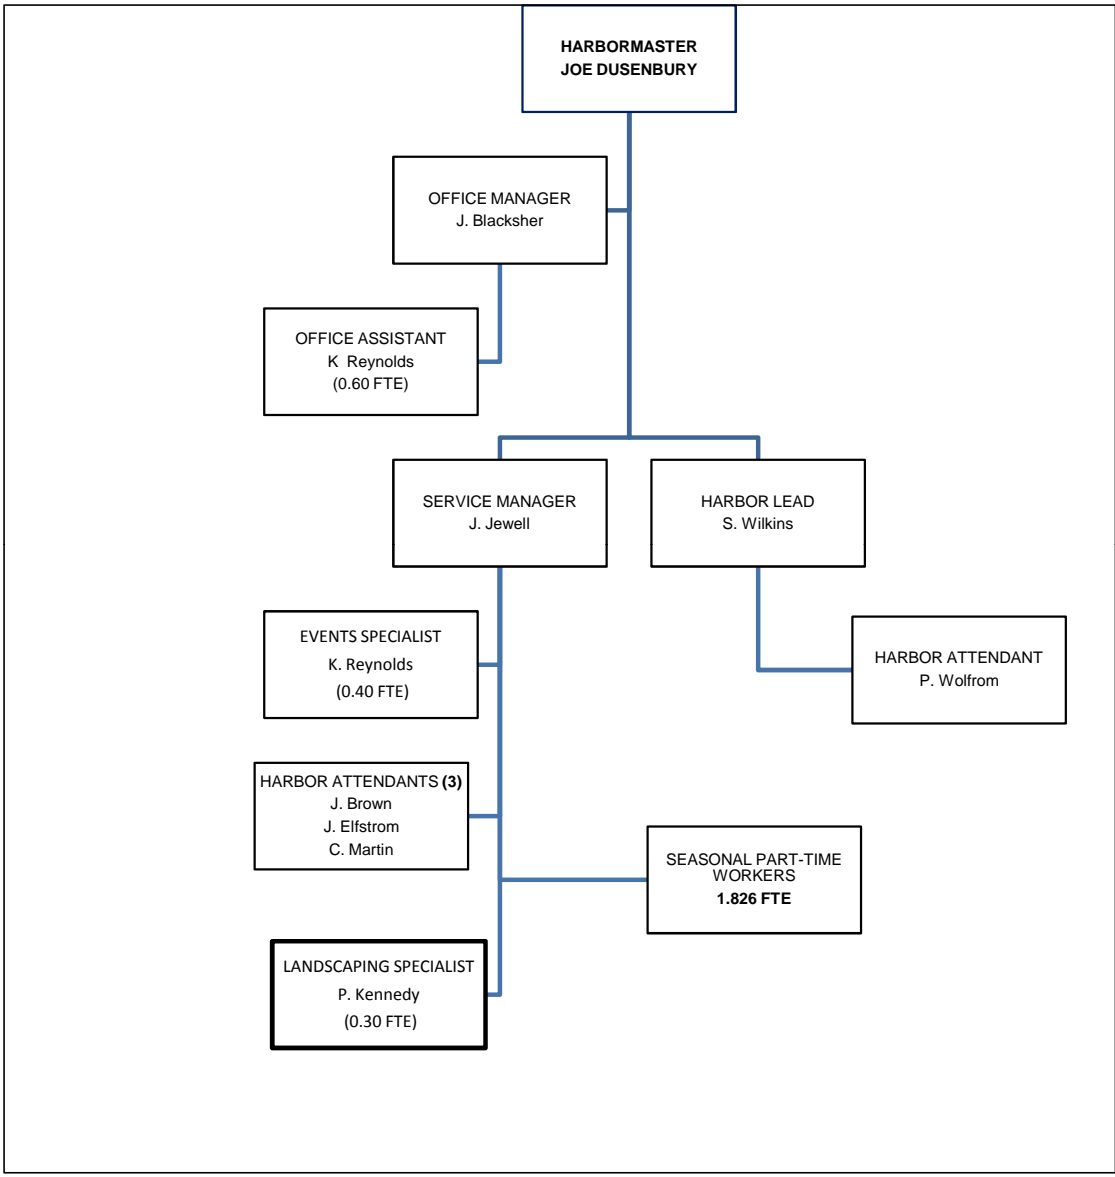 HARBORMASTER
JOE DUSENBURY
OFFICE MANAGER
J. Blacksher
OFFICE ASSISTANT
K  Reynolds
(0.60 FTE)
SERVICE MANAGER
J. Jewell
HARBOR LEAD
S. Wilkins
EVENTS SPECIALIST
K. Reynolds
(0.40 FTE)
HARBOR ATTENDANT
P. Wolfrom
HARBOR ATTENDANTS (3)
J. Brown
J. Elfstrom
C. Martin
SEASONAL PART-TIME
WORKERS
1.826 FTE
LANDSCAPING SPECIALIST
P. Kennedy
(0.30 FTE)